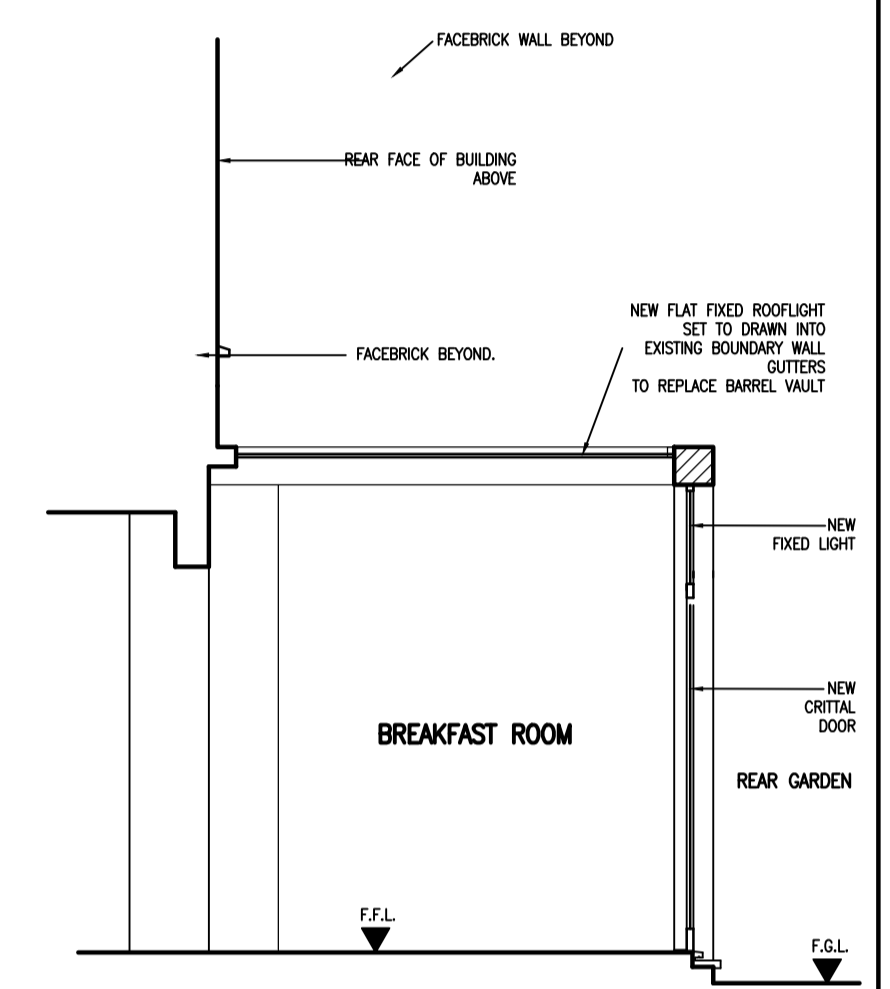 FACEBRICK WALL BEYOND
REAR FACE OF BUILDING
ABOVE
NEW FLAT FIXED ROOFLIGHT
SET TO DRAWN INTO
EXISTING BOUNDARY WALL
GUTTERS
TO REPLACE BARREL VAULT
FACEBRICK BEYOND.
NEW
FIXED LIGHT
NEW
CRITTAL
DOOR
BREAKFAST ROOM
REAR GARDEN
F.F.L.
F.G.L.